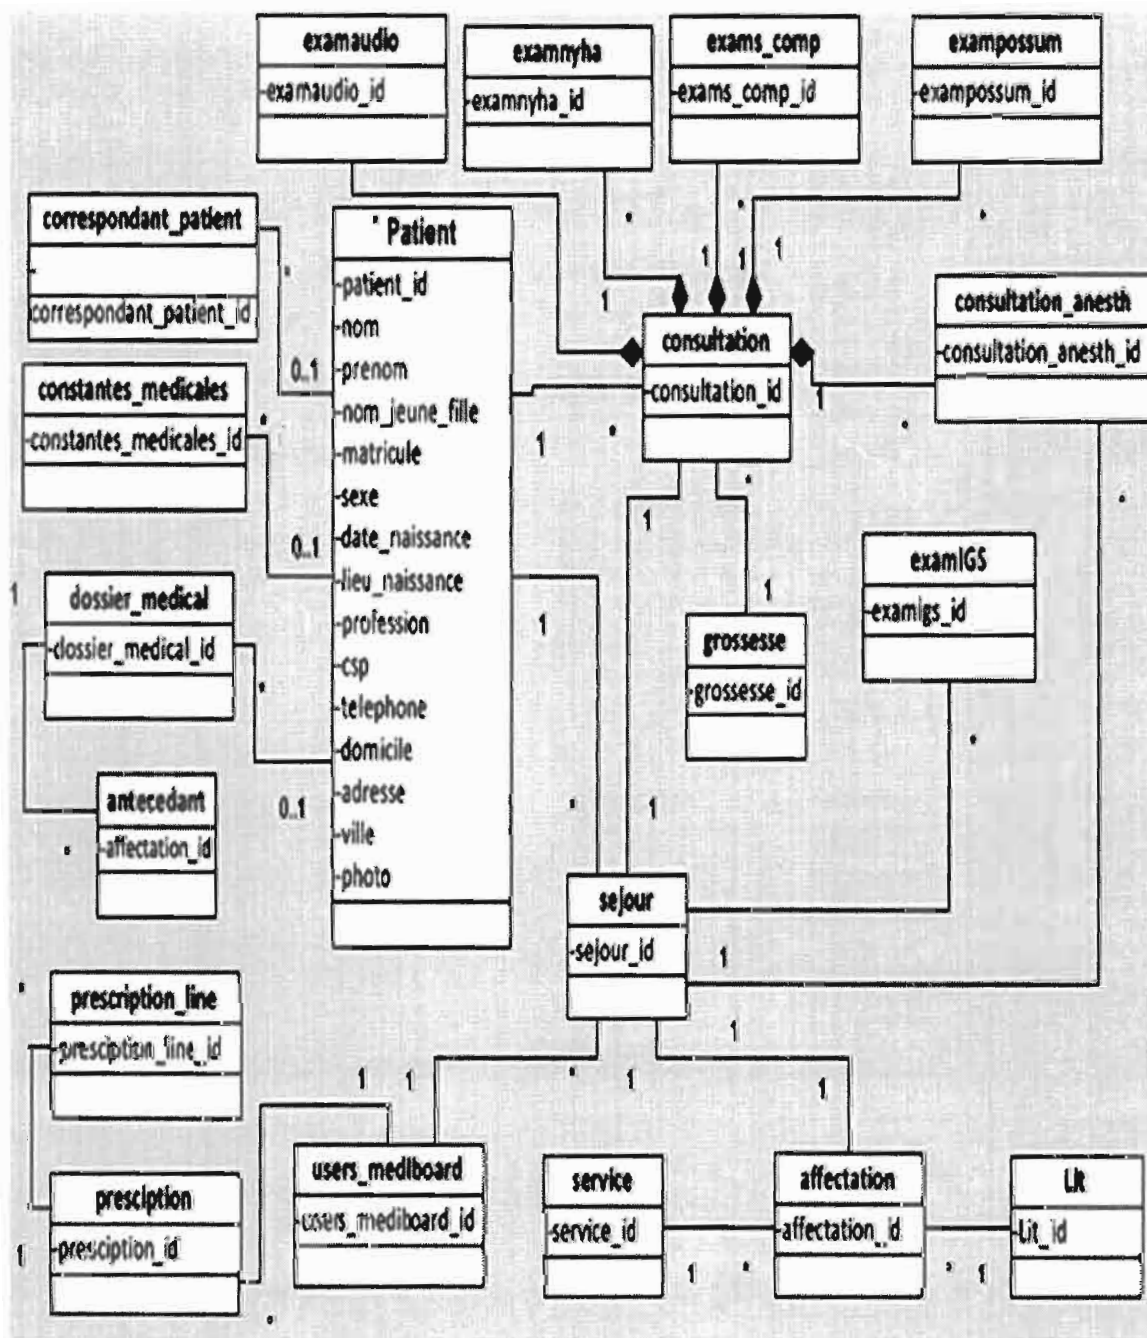 examaudio
-examaudio_id
examnyha
-examnyha_id
exams_comp
-exams_comp_id
exampossum
-exampossum_id
correspondant_patient
-
correspondant_patient_id
constantes_medicales
-constantes_medicales_id
dossier_medical
-dossier_medical_id
antecedant
-affectation_id
* Patient
-patient_id
-nom
-prenom
-nom_jeune_fille
-matricule
-sexe
-date_naissance
-lieu_naissance
-profession
-csp
-telephone
-domicile
-adresse
-ville
-photo
consultation
-consultation_id
consultation_anesth
-consultation_anesth_id
examIGS
-examigs_id
grossesse
-grossesse_id
sejour
-sejour_id
prescription_line
-presciption_line_id
presciption
-presciption_id
users_mediboard
-users_mediboard_id
service
-service_id
affectation
-affectation_id
Lit
-Lit_id
*
*
*
1
1
1
1
*
0..1
*
0..1
1
*
0..1
*
1
*
1
*
*
1
*
1
1
*
1
*
1
1
*
1
1
*
1
1
*
1
*
1
*
*
1